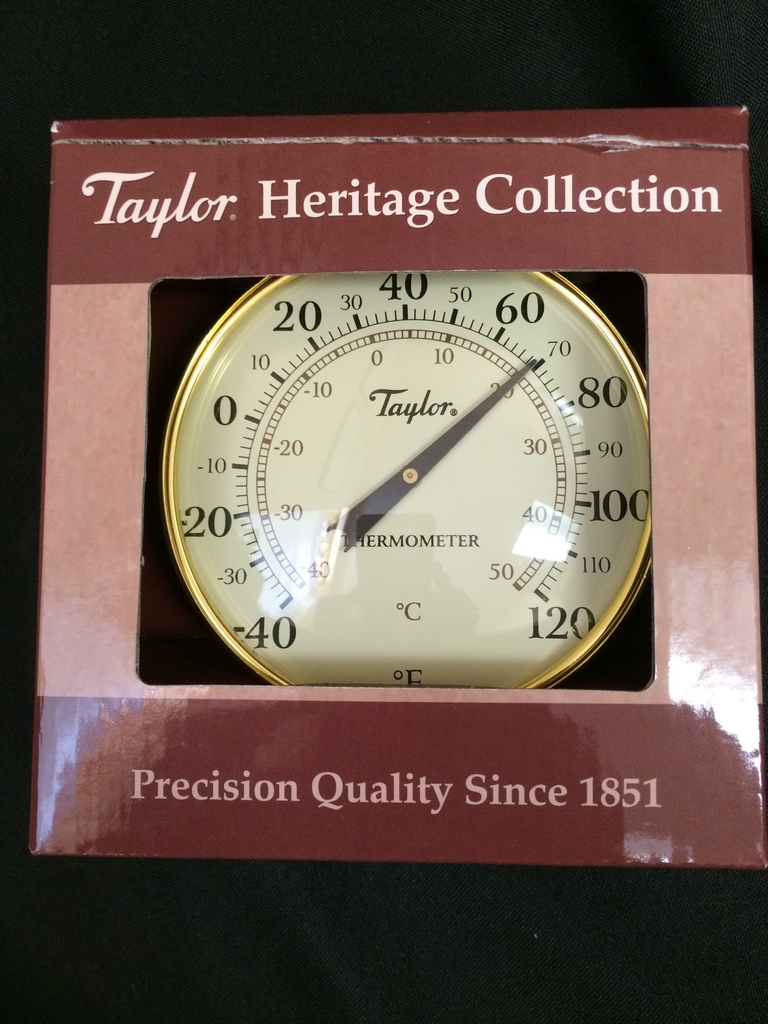 Taylor® Heritage Collection
40
20 30 50 60
10 0 10 70
-10 20 80
0 Taylor®
-20 30 90
-10
-20 -30 40 100
THERMOMETER
-30 -40 50 110
°C
-40 120
°F
Precision Quality Since 1851